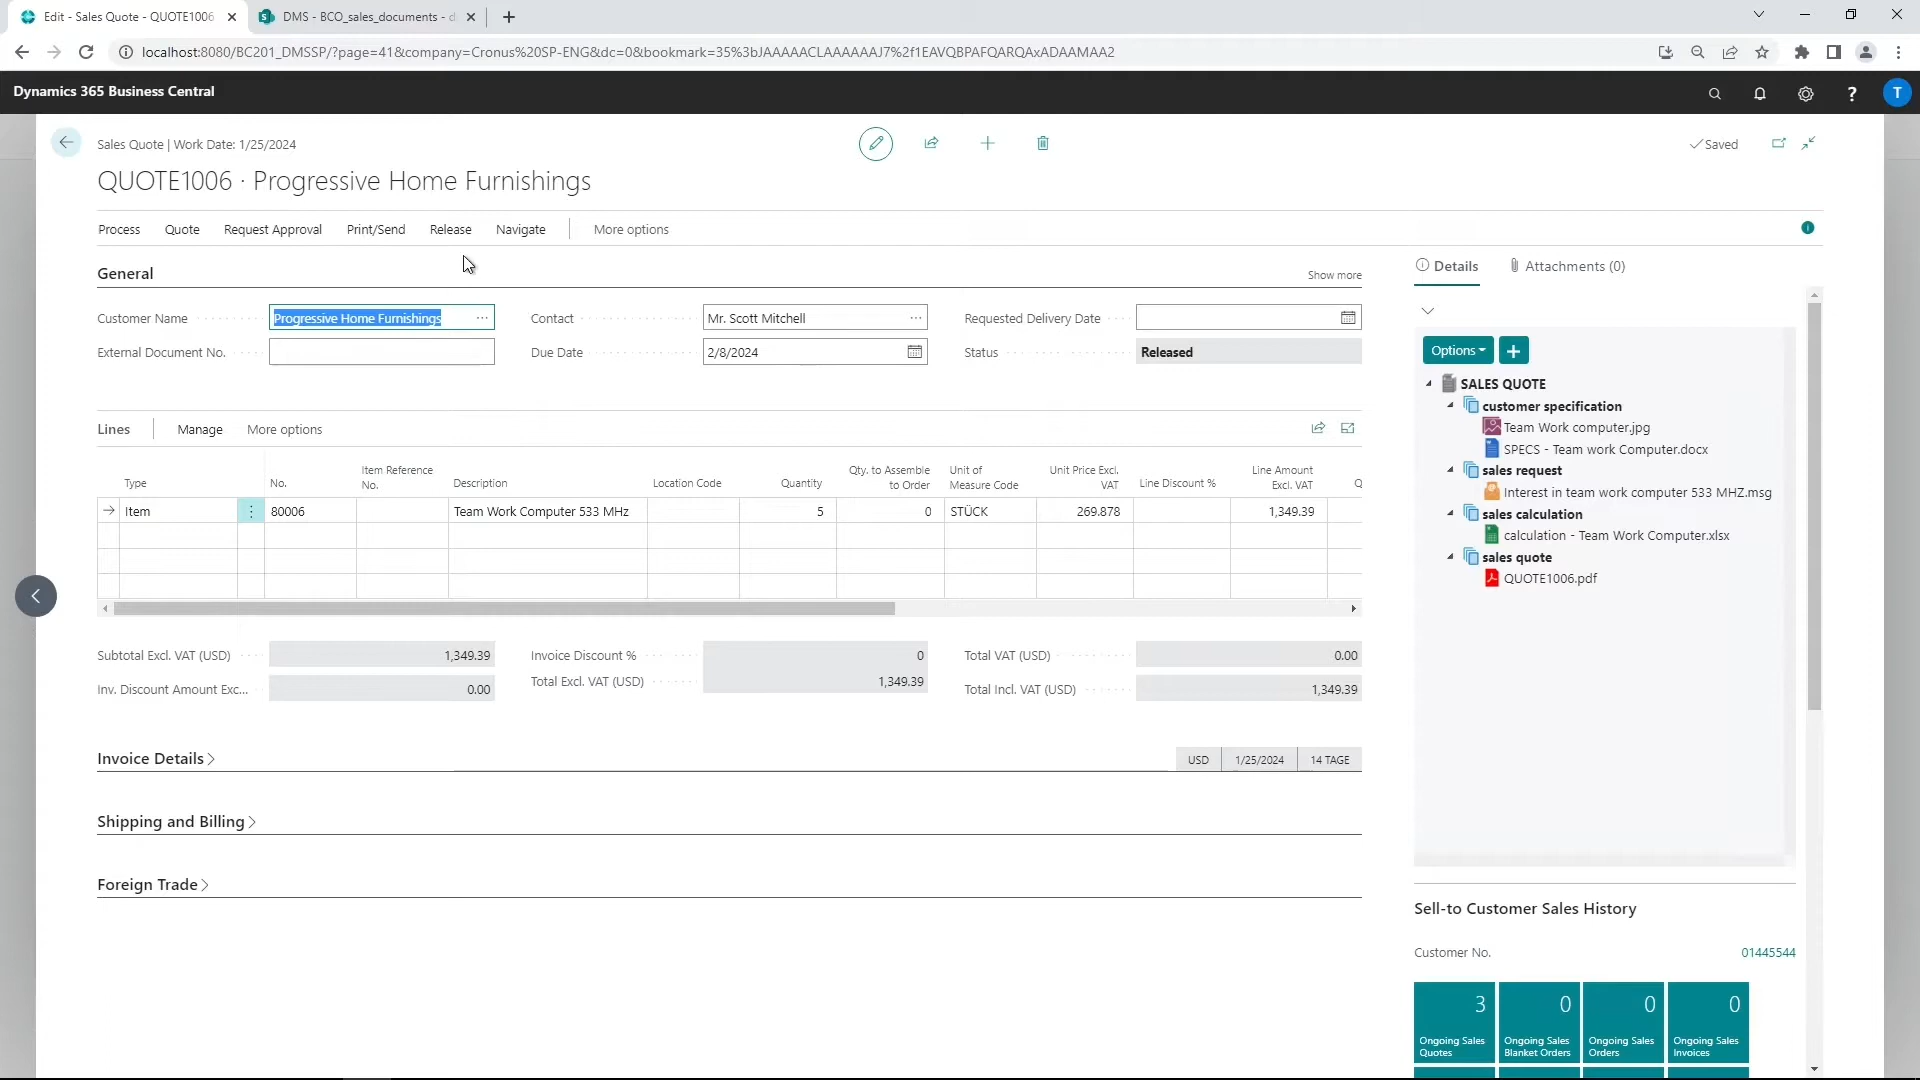 Edit - Sales Quote - QUOTE1006
DMS - BCO_sales_documents - d
localhost:8080/BC201_DMSSP/?page=41&company=Cronus%20SP-ENG&dc=0&bookmark=35%3bJAAAAACLAAAAAAJ7%2f1EAVQBPAFQARQAxADAAMAA2
Dynamics 365 Business Central
T
Sales Quote | Work Date: 1/25/2024
Saved
QUOTE1006 · Progressive Home Furnishings
Process Quote Request Approval Print/Send Release Navigate More options
General
Show more
Customer Name Progressive Home Furnishings
Contact Mr. Scott Mitchell
Requested Delivery Date
External Document No.
Due Date 2/8/2024
Status Released
Lines Manage More options
Type No. Item Reference No. Description Location Code Quantity Qty. to Assemble to Order Unit of Measure Code Unit Price Excl. VAT Line Discount % Line Amount Excl. VAT Q
Item 80006 Team Work Computer 533 MHz 5 0 STÜCK 269.878 1,349.39
Subtotal Excl. VAT (USD) 1,349.39
Invoice Discount % 0
Total VAT (USD) 0.00
Inv. Discount Amount Exc... 0.00
Total Excl. VAT (USD) 1,349.39
Total Incl. VAT (USD) 1,349.39
Invoice Details
USD 1/25/2024 14 TAGE
Shipping and Billing
Foreign Trade
Details Attachments (0)
Options
SALES QUOTE
customer specification
Team Work computer.jpg
SPECS - Team work Computer.docx
sales request
Interest in team work computer 533 MHZ.msg
sales calculation
calculation - Team Work Computer.xlsx
sales quote
QUOTE1006.pdf
Sell-to Customer Sales History
Customer No. 01445544
3 0 0 0
Ongoing Sales Quotes
Ongoing Sales Blanket Orders
Ongoing Sales Orders
Ongoing Sales Invoices